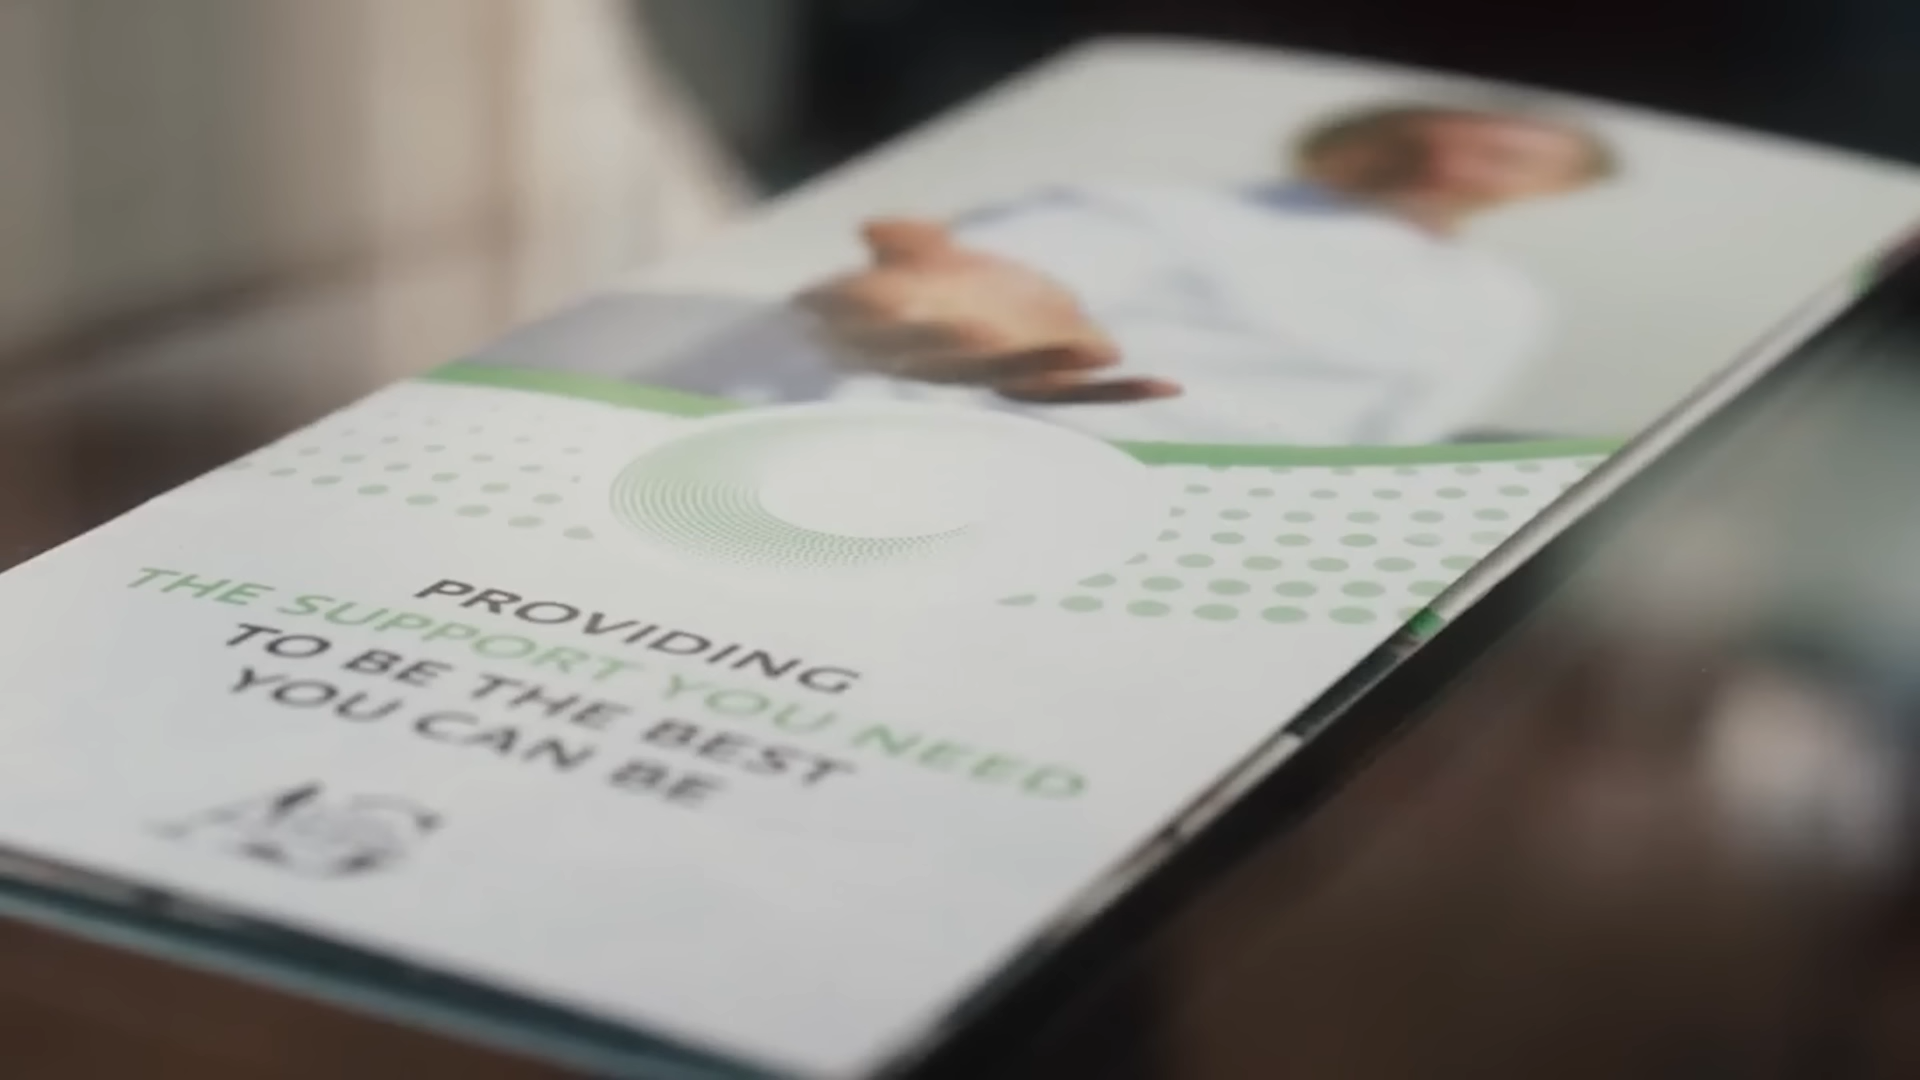 PROVIDING
THE SUPPORT YOU NEED
TO BE THE BEST
YOU CAN BE